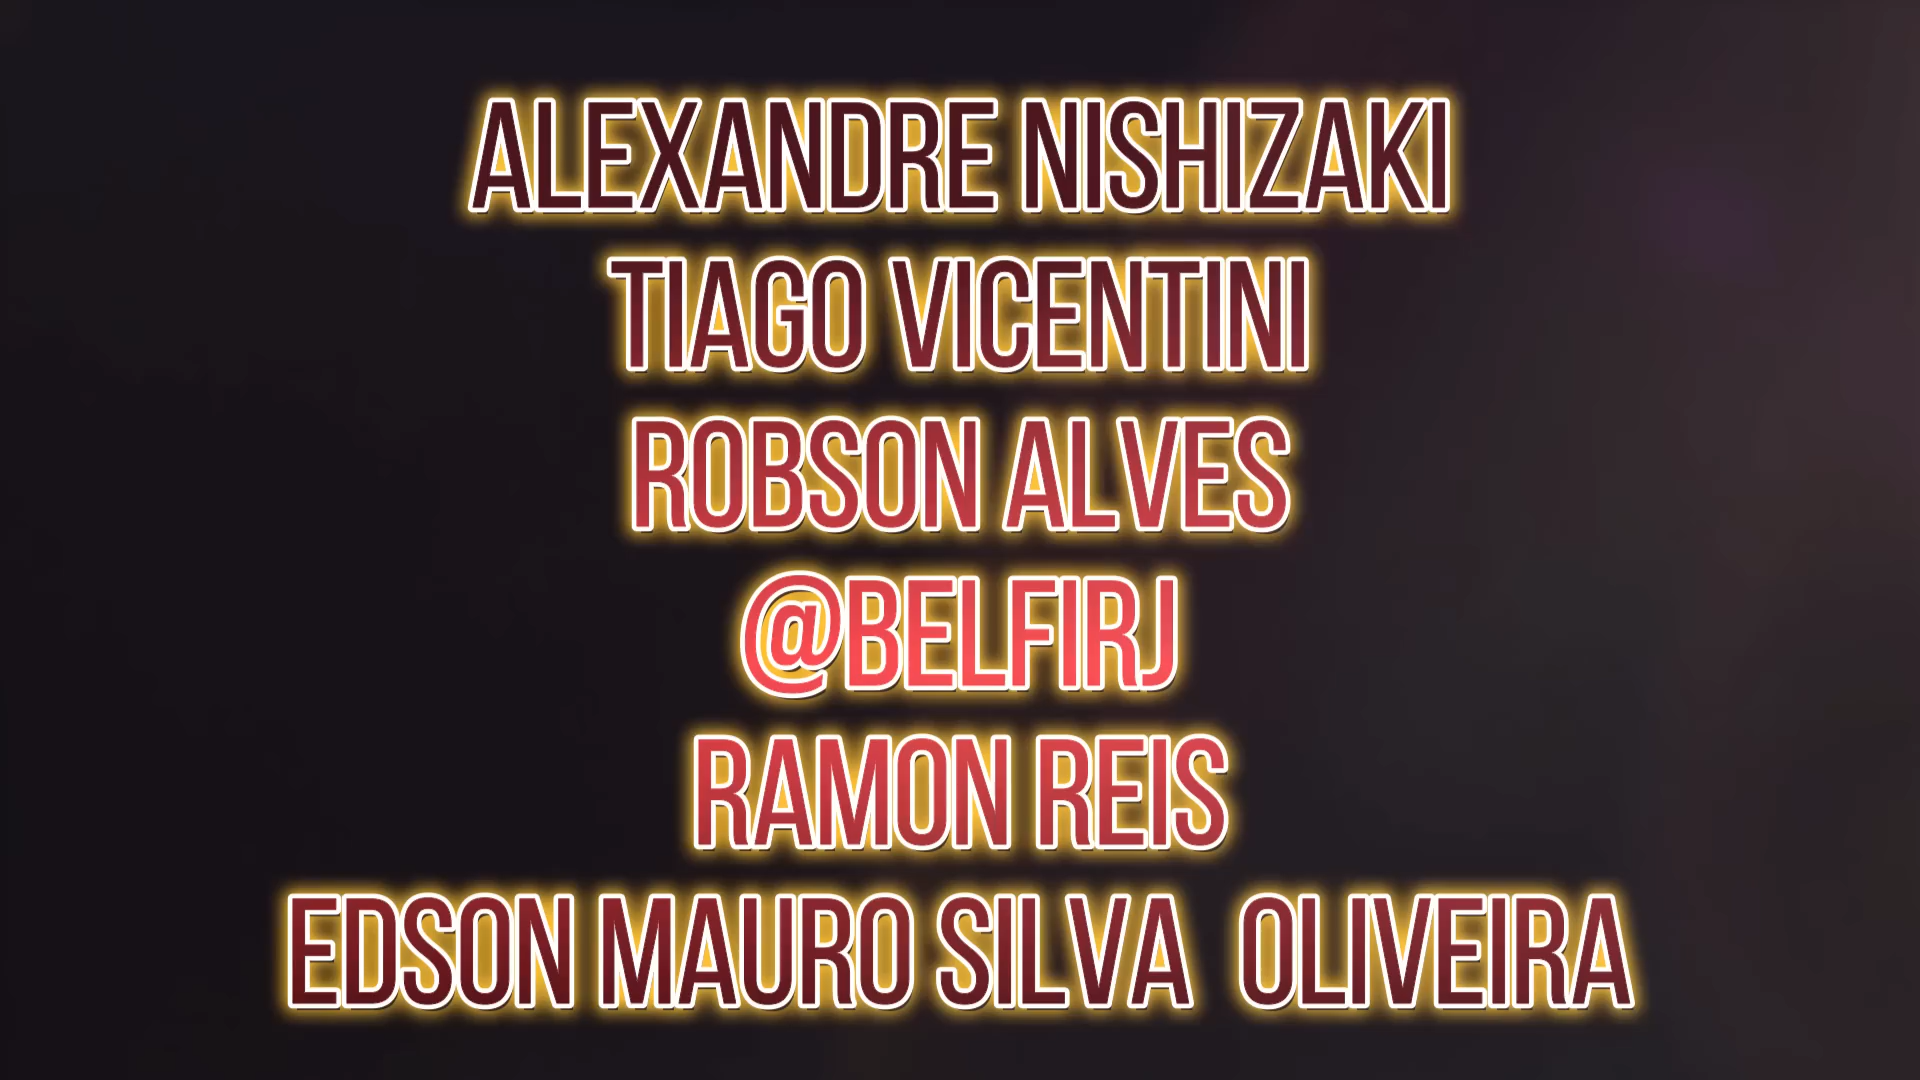 ALEXANDRE NISHIZAKI
TIAGO VICENTINI
ROBSON ALVES
@BELFIRJ
RAMON REIS
EDSON MAURO SILVA  OLIVEIRA